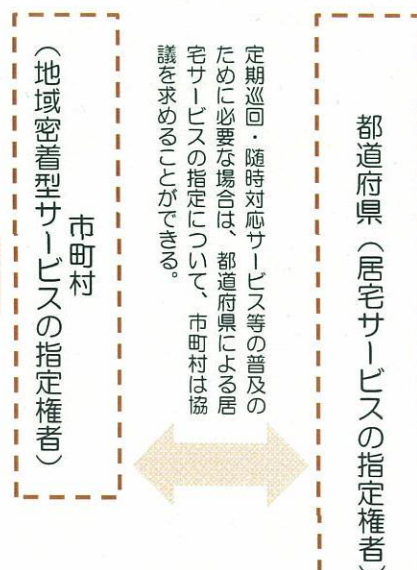 都道府県（居宅サービスの指定権者）
定期巡回・随時対応サービス等の普及の
ために必要な場合は、都道府県による居
宅サービスの指定について、市町村は協
議を求めることができる。
市町村
（地域密着型サービスの指定権者）